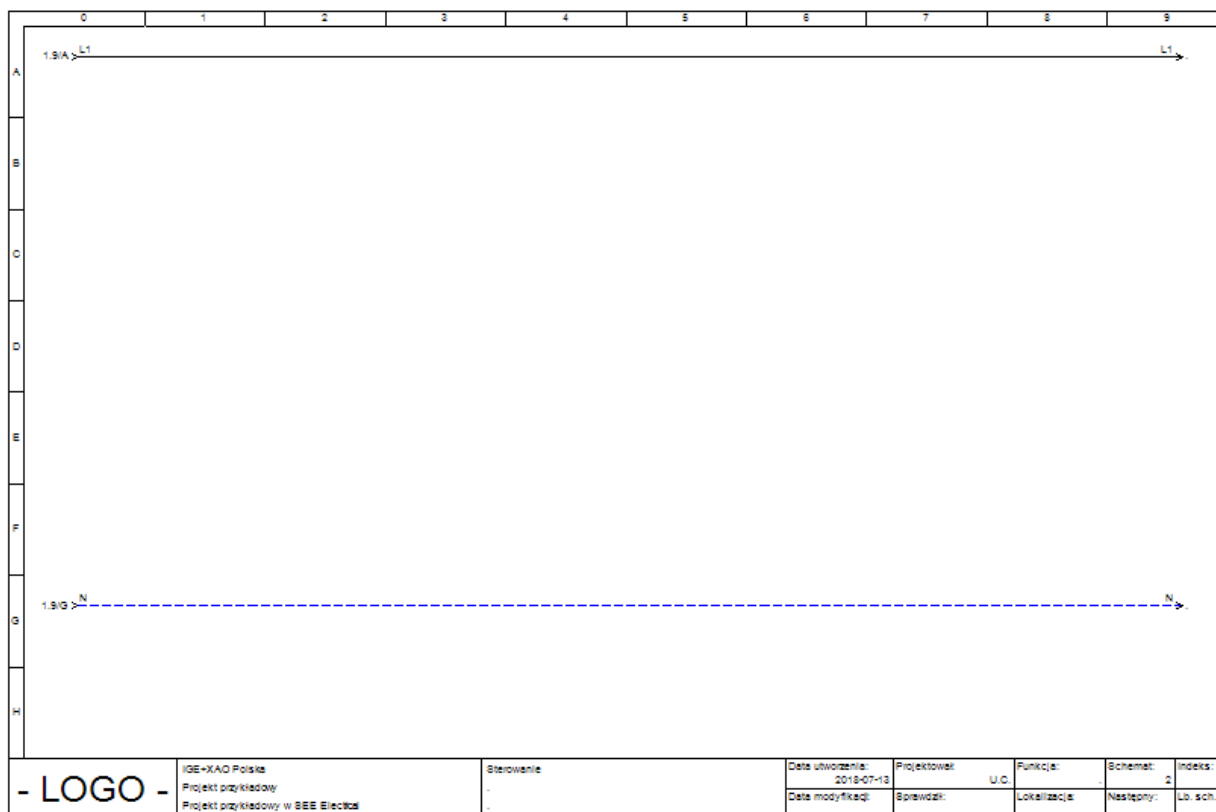 0 1 2 3 4 5 6 7 8 9
1.9/A L1 L1
A
B
C
D
E
F
1.9/G N N
G
H
- LOGO -
IGE+XAO Polska
Projekt przykładowy
Projekt przykładowy w SEE Electical
Sterowanie
Data utworzenia: Projektował: Funkcja: Schemat: Indeks:
2018-07-13 U.C. . 2
Data modyfikacji: Sprawdził: Lokalizacja: Następny: Lb. sch.